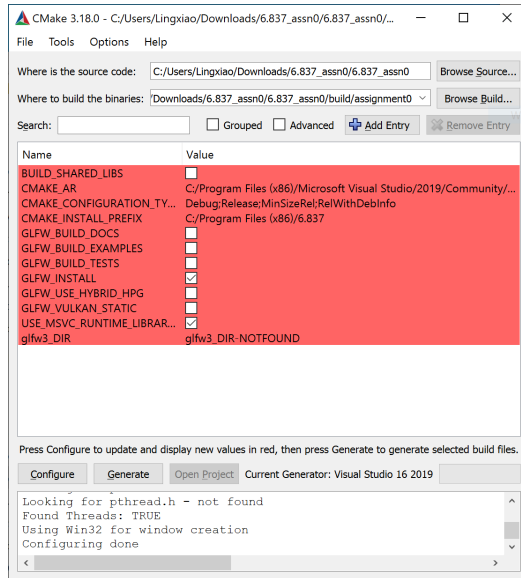 CMake 3.18.0 - C:/Users/Lingxiao/Downloads/6.837_assn0/6.837_assn0/...
File Tools Options Help
Where is the source code: C:/Users/Lingxiao/Downloads/6.837_assn0/6.837_assn0 Browse Source...
Where to build the binaries: /Downloads/6.837_assn0/6.837_assn0/build/assignment0 Browse Build...
Search: Grouped Advanced Add Entry Remove Entry
Name Value
BUILD_SHARED_LIBS
CMAKE_AR C:/Program Files (x86)/Microsoft Visual Studio/2019/Community/...
CMAKE_CONFIGURATION_TY... Debug;Release;MinSizeRel;RelWithDebInfo
CMAKE_INSTALL_PREFIX C:/Program Files (x86)/6.837
GLFW_BUILD_DOCS
GLFW_BUILD_EXAMPLES
GLFW_BUILD_TESTS
GLFW_INSTALL
GLFW_USE_HYBRID_HPG
GLFW_VULKAN_STATIC
USE_MSVC_RUNTIME_LIBRAR...
glfw3_DIR glfw3_DIR-NOTFOUND
Press Configure to update and display new values in red, then press Generate to generate selected build files.
Configure Generate Open Project Current Generator: Visual Studio 16 2019
Looking for pthread.h - not found
Found Threads: TRUE
Using Win32 for window creation
Configuring done